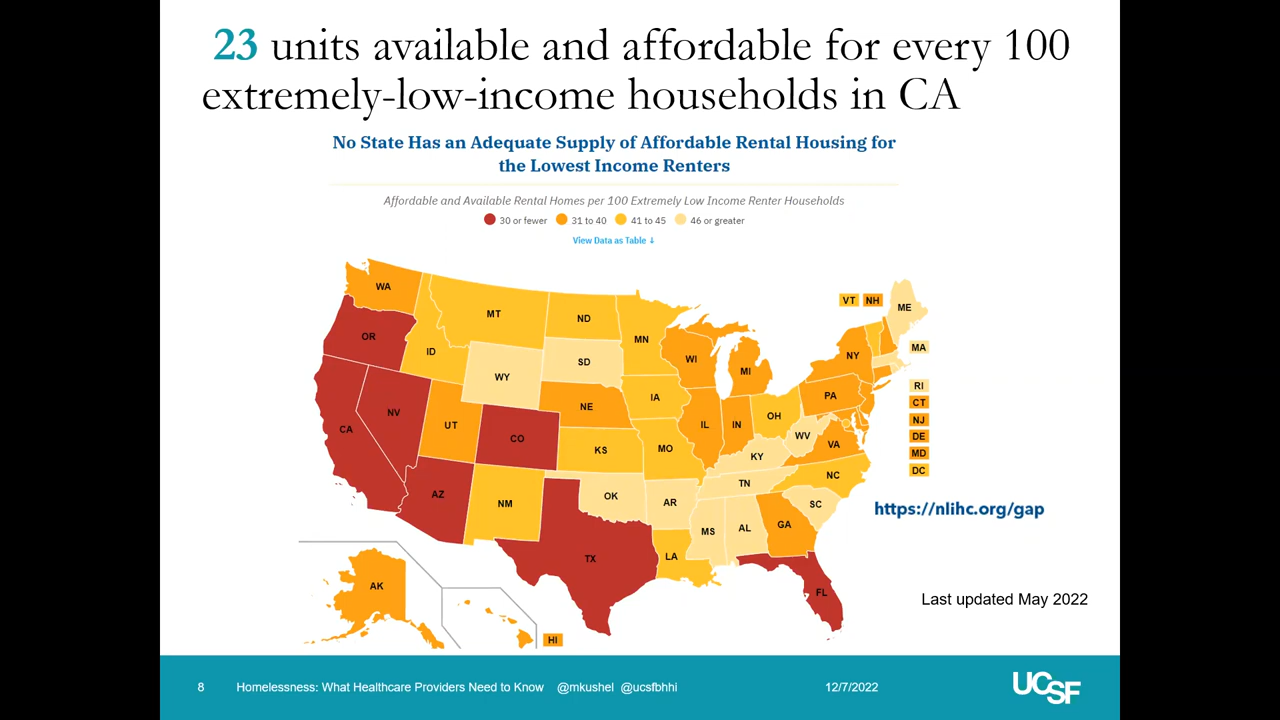 23 units available and affordable for every 100
extremely-low-income households in CA
No State Has an Adequate Supply of Affordable Rental Housing for
the Lowest Income Renters
Affordable and Available Rental Homes per 100 Extremely Low Income Renter Households
30 or fewer 31 to 40 41 to 45 46 or greater
View Data as Table ↓
WA
MT
ND
MN
VT NH
ME
OR
ID
WY
SD
WI
MI
NY
MA
RI
CT
NJ
DE
MD
DC
NV
UT
CO
NE
IA
IL
IN
OH
PA
CA
KS
MO
KY
WV
VA
AZ
NM
OK
AR
TN
NC
SC
TX
LA
MS
AL
GA
FL
AK
HI
https://nlihc.org/gap
Last updated May 2022
8 Homelessness: What Healthcare Providers Need to Know @mkushel @ucsfbhhi 12/7/2022 UCSF